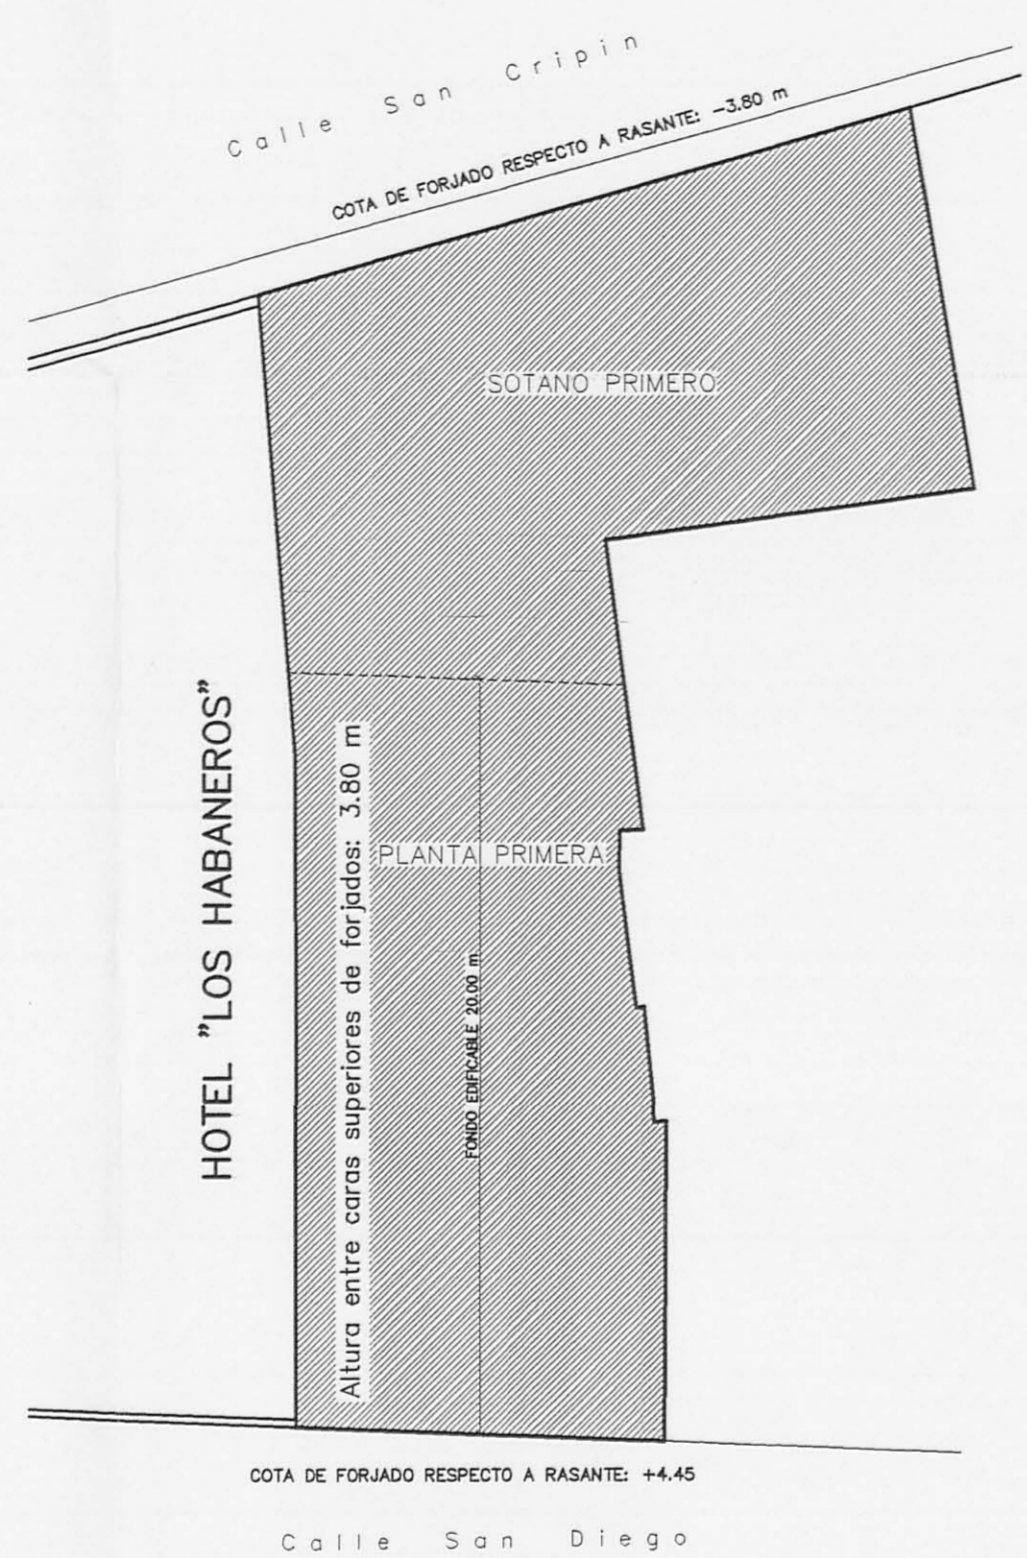 Calle San Cripin
COTA DE FORJADO RESPECTO A RASANTE: -3.80 m
SOTANO PRIMERO
HOTEL "LOS HABANEROS"
Altura entre caras superiores de forjados: 3.80 m
PLANTA PRIMERA
FONDO EDIFICABLE 20.00 m.
COTA DE FORJADO RESPECTO A RASANTE: +4.45
Calle San Diego